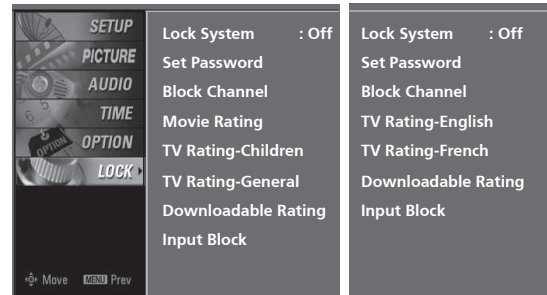 SETUP
PICTURE
AUDIO
TIME
OPTION
LOCK
Move MENU Prev
Lock System : Off
Set Password
Block Channel
Movie Rating
TV Rating-Children
TV Rating-General
Downloadable Rating
Input Block
Lock System : Off
Set Password
Block Channel
TV Rating-English
TV Rating-French
Downloadable Rating
Input Block